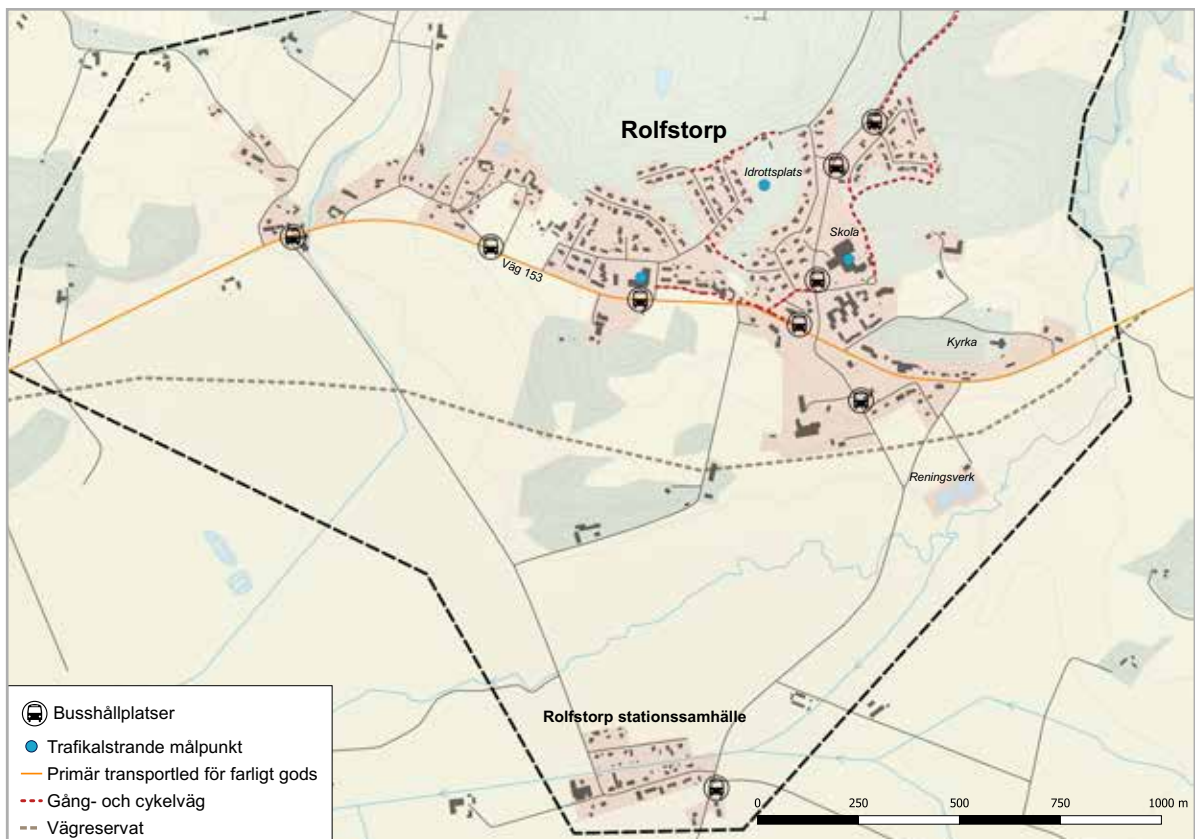 Rolfstorp
Idrottsplats
Skola
Väg 153
Kyrka
Reningsverk
Rolfstorp stationssamhälle
Busshållplatser
Trafikalstrande målpunkt
Primär transportled för farligt gods
Gång- och cykelväg
Vägreservat
0 250 500 750 1000 m